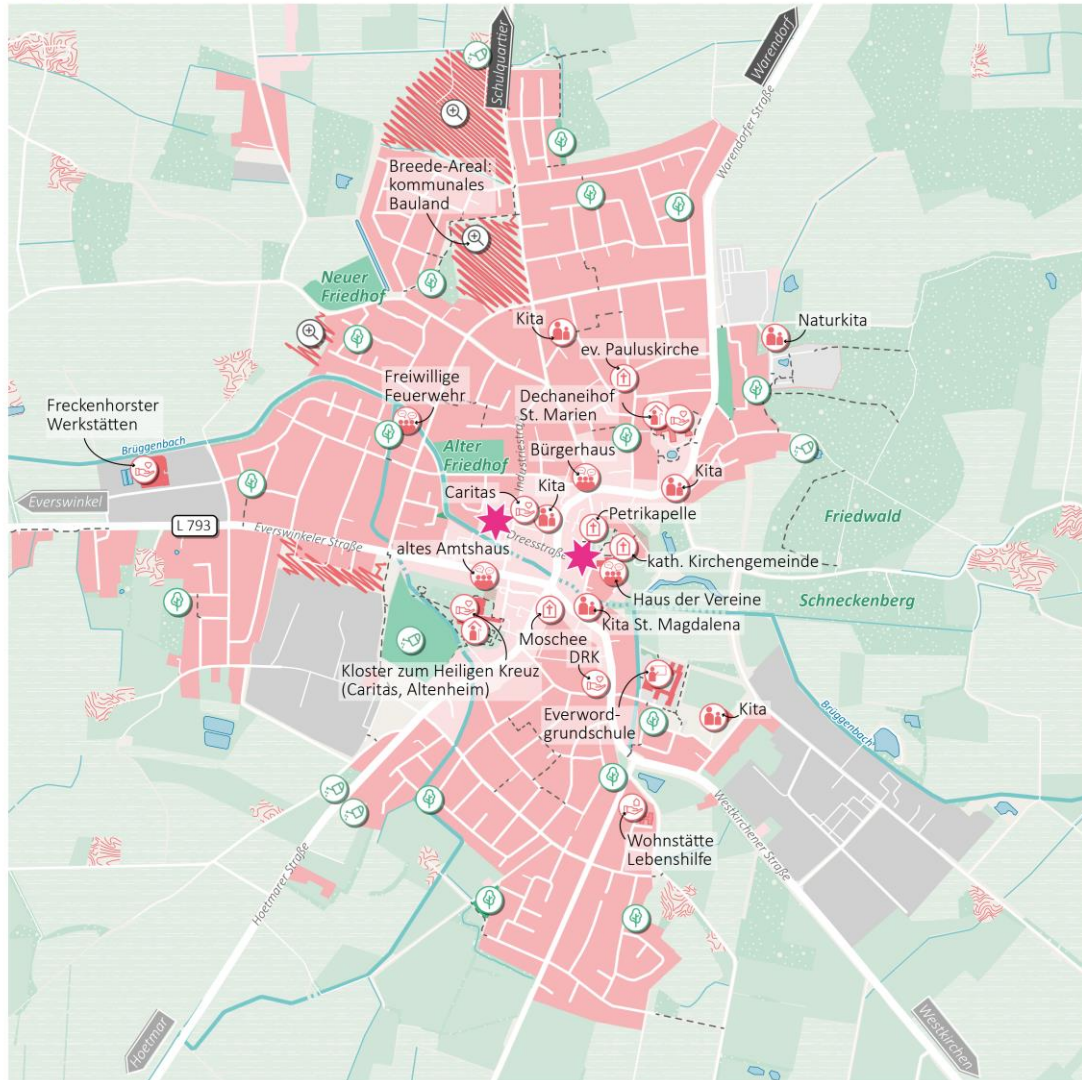 Schulquartier
Warendorf
Warendorfer Straße
Breede-Areal:
kommunales
Bauland
Neuer
Friedhof
Kita
Naturkita
ev. Pauluskirche
Freiwillige
Feuerwehr
Dechaneihof
St. Marien
Freckenhorster
Werkstätten
Brüggenbach
Alter
Friedhof
Industriestraße
Bürgerhaus
Kita
Everswinkel
Caritas
Kita
Petrikapelle
Friedwald
L 793
Everswinkeler Straße
Dreesstraße
altes Amtshaus
kath. Kirchengemeinde
Haus der Vereine
Schneckenberg
Moschee
Kita St. Magdalena
Kloster zum Heiligen Kreuz
(Caritas, Altenheim)
DRK
Everword-
grundschule
Kita
Brüggenbach
Wohnstätte
Lebenshilfe
Westkirchener Straße
Hoetmarer Straße
Hoetmar
Westkirchen